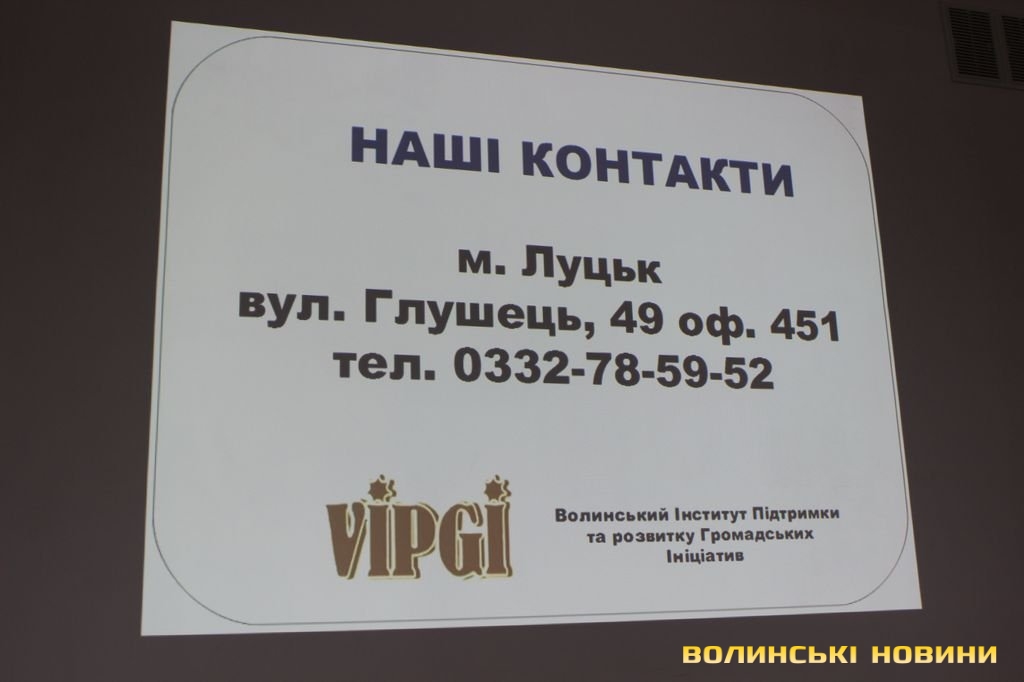 НАШІ КОНТАКТИ
м. Луцьк
вул. Глушець, 49 оф. 451
тел. 0332-78-59-52
VIPGI
Волинський Інститут Підтримки
та розвитку Громадських
Ініціатив
ВОЛИНСЬКІ НОВИНИ